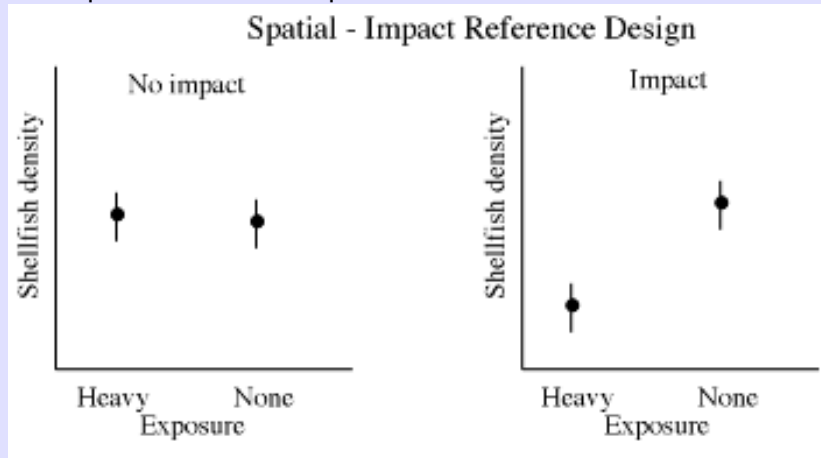 Spatial - Impact Reference Design
No impact
Shellfish density
Heavy None
Exposure
Impact
Shellfish density
Heavy None
Exposure